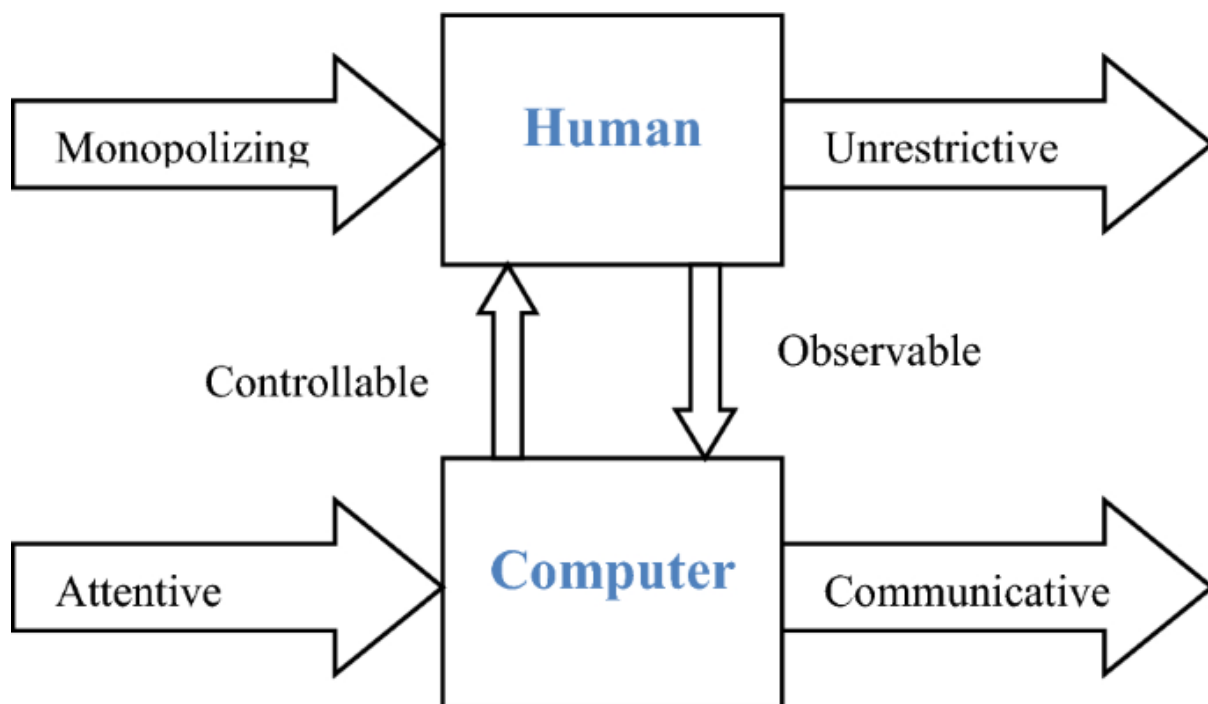 Human
Monopolizing
Unrestrictive
Observable
Controllable
Computer
Attentive
Communicative